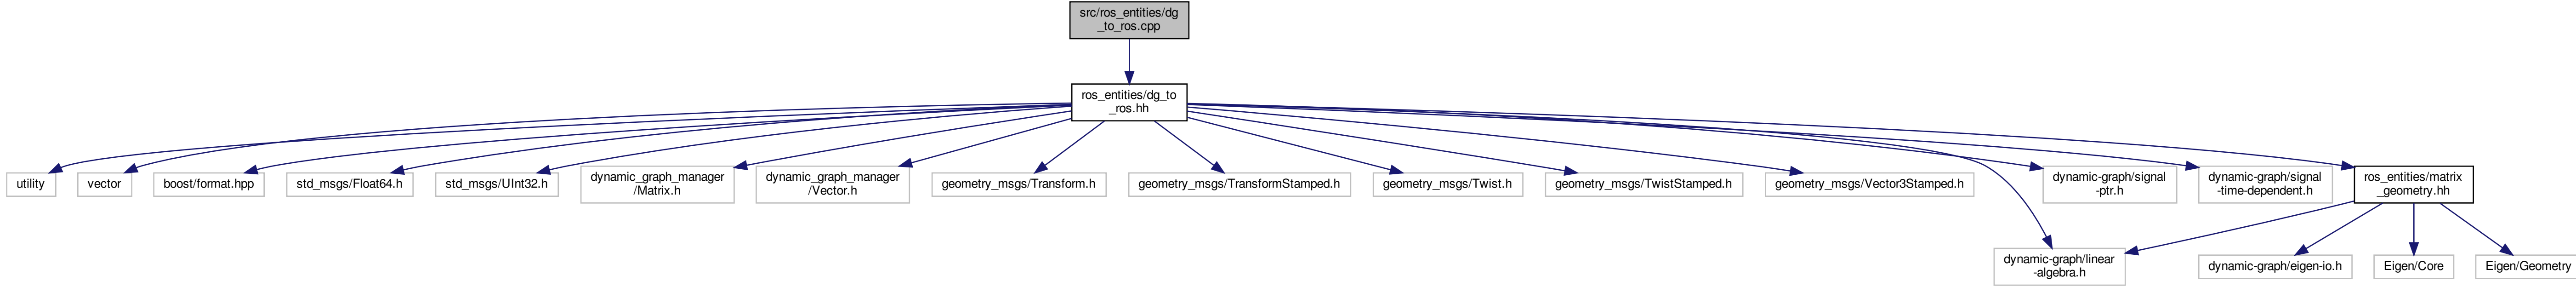 src/ros_entities/dg
_to_ros.cpp
ros_entities/dg_to
_ros.hh
utility
vector
boost/format.hpp
std_msgs/Float64.h
std_msgs/UInt32.h
dynamic_graph_manager
/Matrix.h
dynamic_graph_manager
/Vector.h
geometry_msgs/Transform.h
geometry_msgs/TransformStamped.h
geometry_msgs/Twist.h
geometry_msgs/TwistStamped.h
geometry_msgs/Vector3Stamped.h
dynamic-graph/signal
-ptr.h
dynamic-graph/signal
-time-dependent.h
ros_entities/matrix
_geometry.hh
dynamic-graph/linear
-algebra.h
dynamic-graph/eigen-io.h
Eigen/Core
Eigen/Geometry